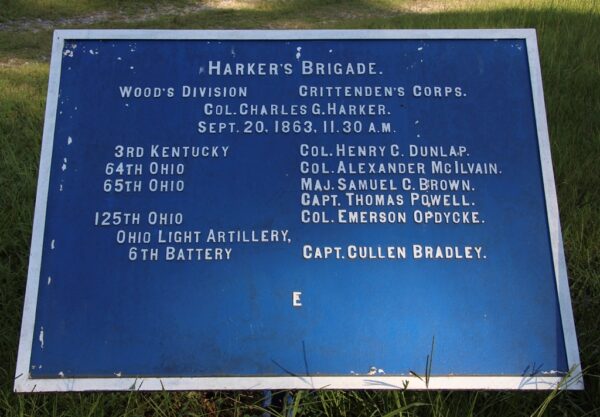 HARKER'S BRIGADE.
WOOD'S DIVISION CRITTENDEN'S CORPS.
COL. CHARLES G. HARKER.
SEPT. 20, 1863, 11.30 A.M.
3RD KENTUCKY COL. HENRY C. DUNLAP.
64TH OHIO COL. ALEXANDER MCILVAIN.
65TH OHIO MAJ. SAMUEL C. BROWN.
CAPT. THOMAS POWELL.
125TH OHIO COL. EMERSON OPDYCKE.
OHIO LIGHT ARTILLERY,
6TH BATTERY CAPT. CULLEN BRADLEY.
E